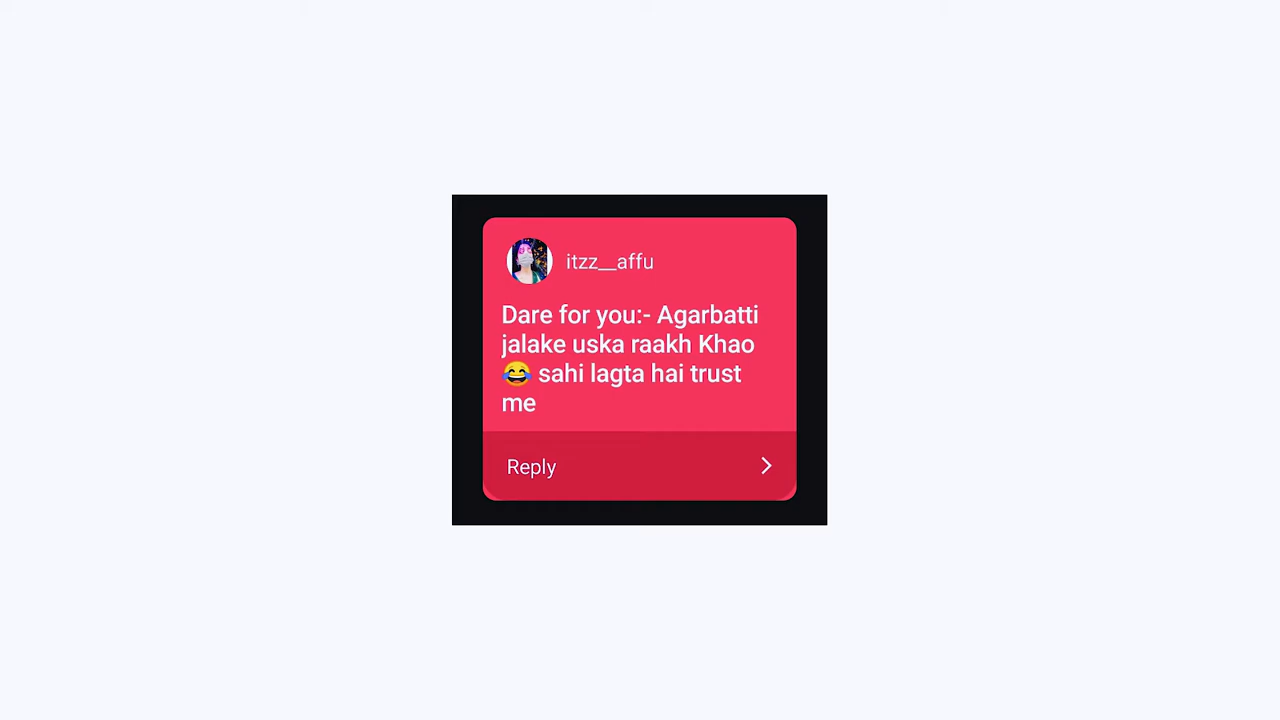 itzz__affu
Dare for you:- Agarbatti
jalake uska raakh Khao
😂 sahi lagta hai trust
me
Reply